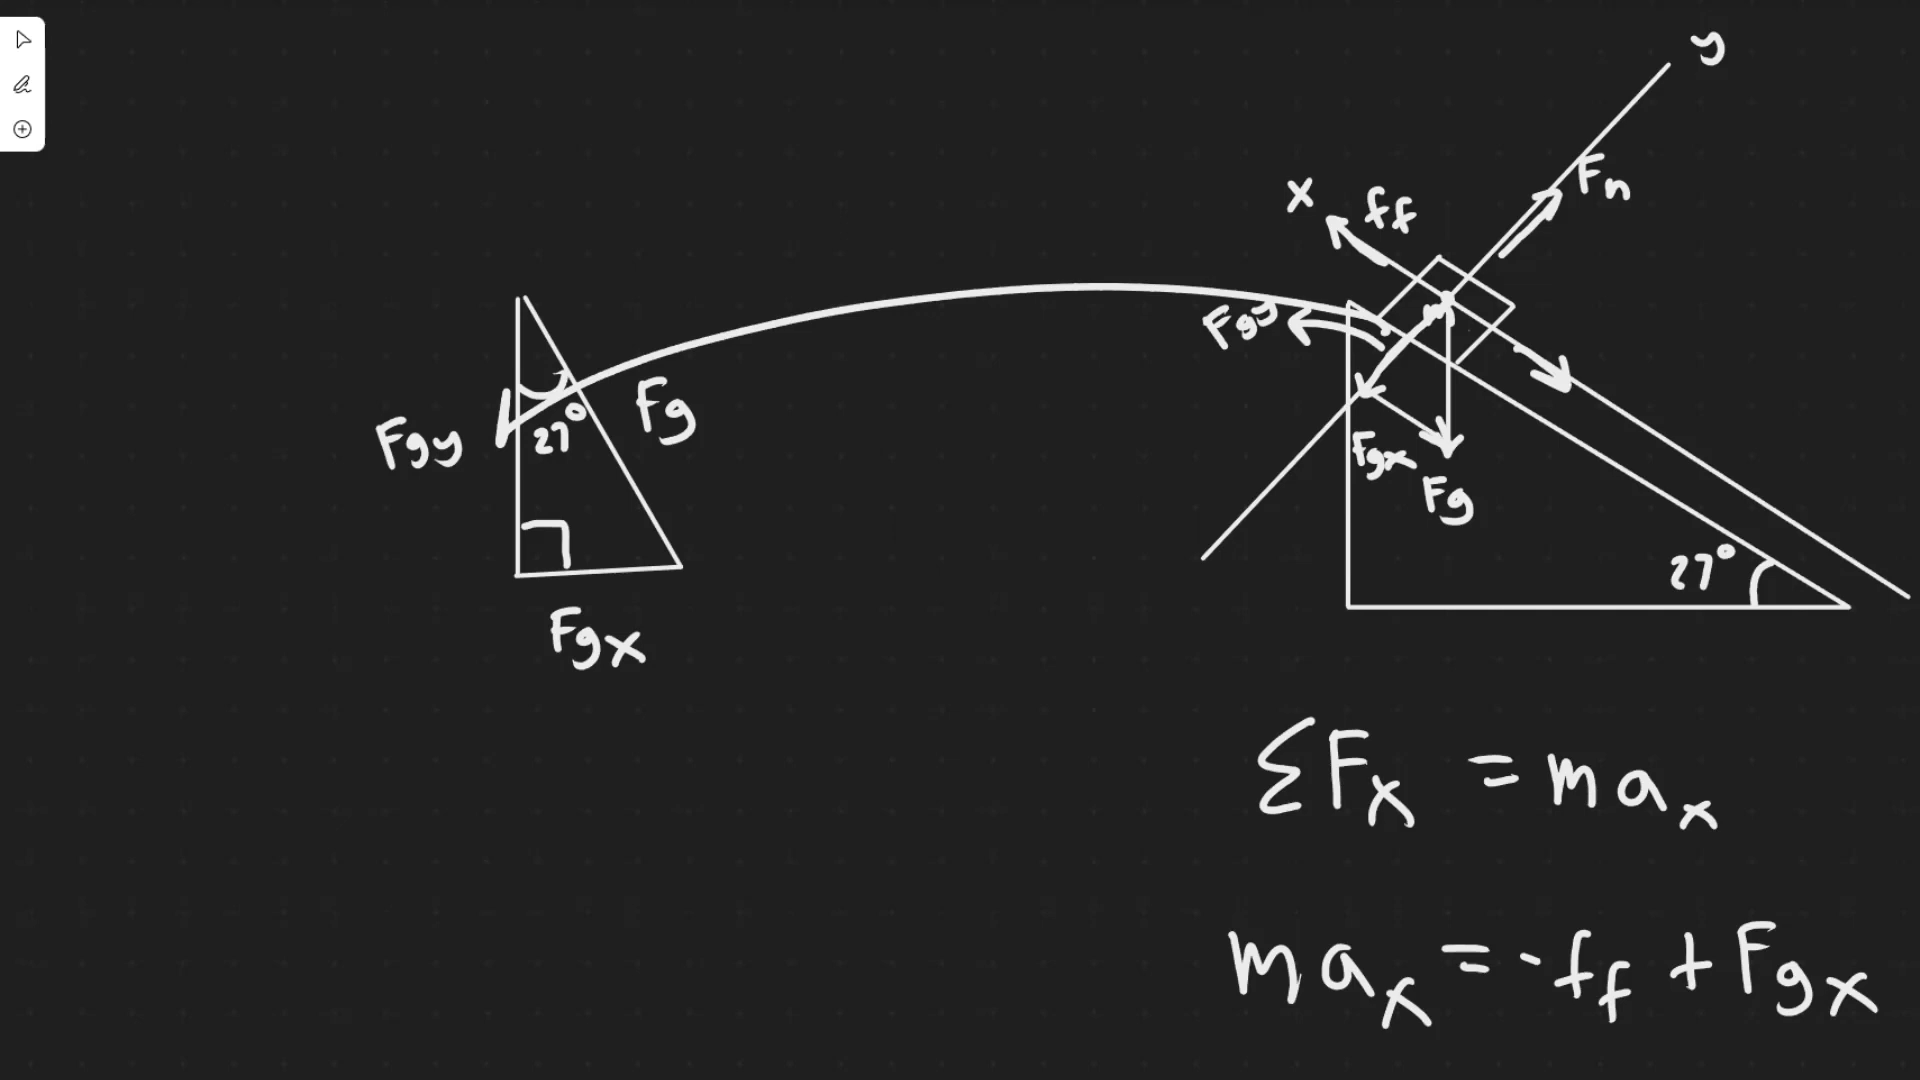 y
Fn
x
ff
Fgy
Fgx
Fg
27°
Fgy
27°
Fg
Fgx
ΣFx = max
max = -ff + Fgx